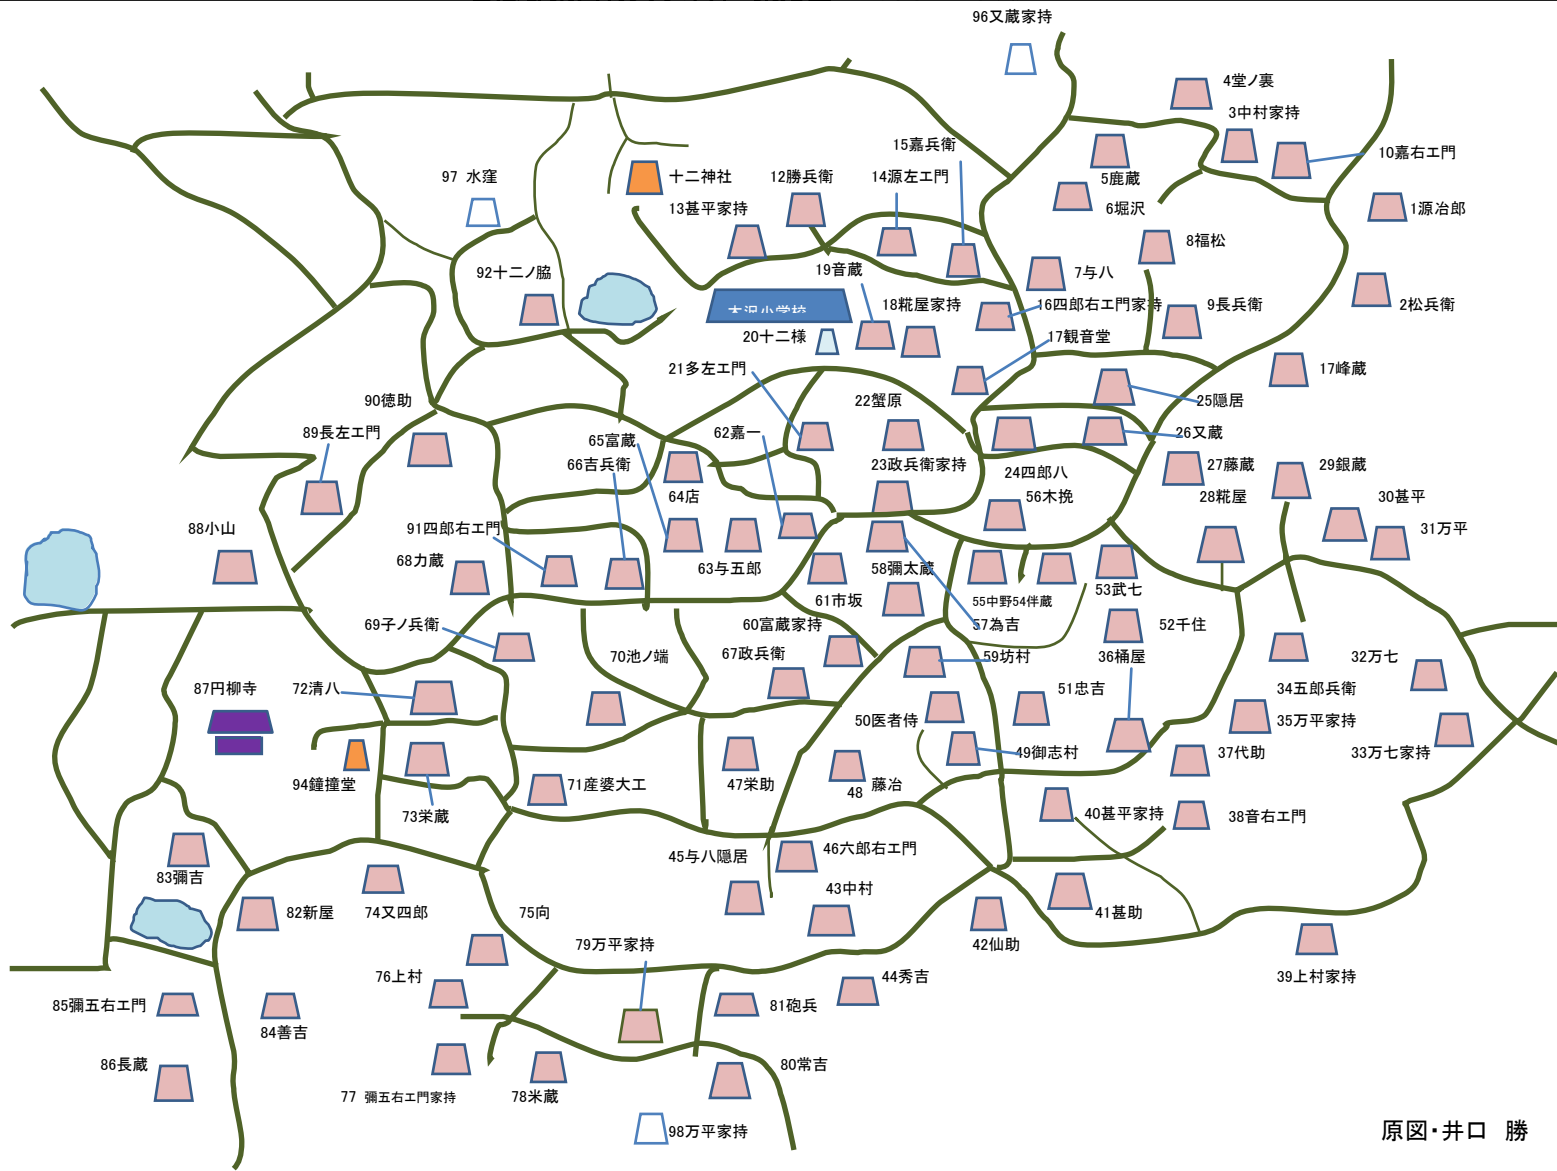 96又蔵家持
4堂ノ裏
3中村家持
15嘉兵衛
10嘉右エ門
97 水窪
十二神社
12勝兵衛
14源左エ門
5鹿蔵
13甚平家持
6堀沢
1源冶郎
8福松
92十二ノ脇
19音蔵
7与八
18糀屋家持
16四郎右エ門家持
9長兵衛
2松兵衛
大沢小学校
20十二様
17観音堂
21多左エ門
17峰蔵
90徳助
22蟹原
25隠居
89長左エ門
65富蔵
62嘉一
26又蔵
66吉兵衛
23政兵衛家持
24四郎八
27藤蔵
29銀蔵
64店
56木挽
28糀屋
30甚平
88小山
91四郎右エ門
31万平
68力蔵
63与五郎
58彌太蔵
53武七
61市坂
55中野54伴蔵
69子ノ兵衛
60富蔵家持
57為吉
52千住
70池ノ端
67政兵衛
59坊村
36桶屋
32万七
87円柳寺
72清八
51忠吉
34五郎兵衛
50医者侍
35万平家持
49御志村
37代助
33万七家持
94鐘撞堂
71産婆大工
47栄助
48 藤冶
73栄蔵
40甚平家持
38音右エ門
45与八隠居
46六郎右エ門
83彌吉
43中村
82新屋
74又四郎
75向
41甚助
79万平家持
42仙助
76上村
44秀吉
39上村家持
85彌五右エ門
81砲兵
84善吉
86長蔵
80常吉
77 彌五右エ門家持
78米蔵
98万平家持
原図・井口 勝